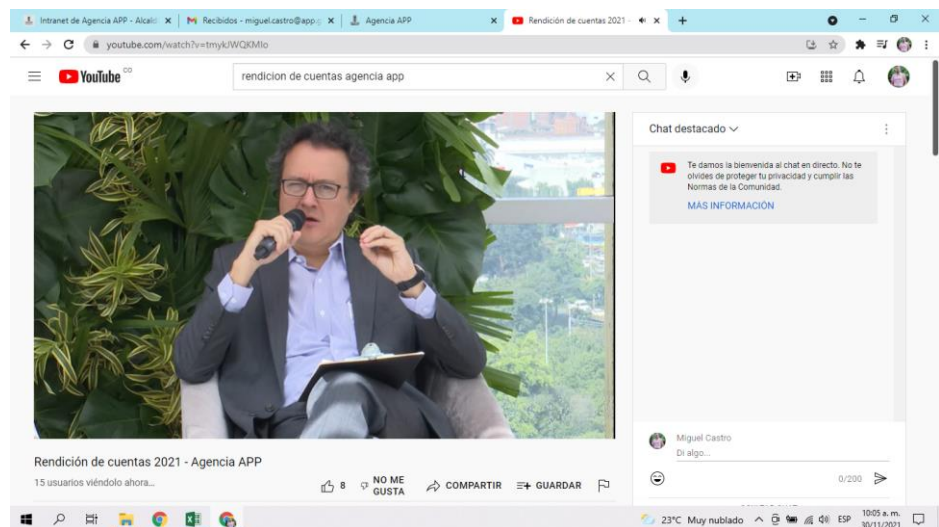 Intranet de Agencia APP - Alcald
Recibidos - miguel.castro@app.g
Agencia APP
Rendición de cuentas 2021 -
youtube.com/watch?v=tmykJWQKMIo
YouTube CO
rendicion de cuentas agencia app
Chat destacado
Te damos la bienvenida al chat en directo. No te
olvides de proteger tu privacidad y cumplir las
Normas de la Comunidad.
MÁS INFORMACIÓN
Miguel Castro
Di algo...
0/200
Rendición de cuentas 2021 - Agencia APP
15 usuarios viéndolo ahora...
8
NO ME
GUSTA
COMPARTIR
GUARDAR
23°C Muy nublado
ESP
10:05 a. m.
30/11/2021